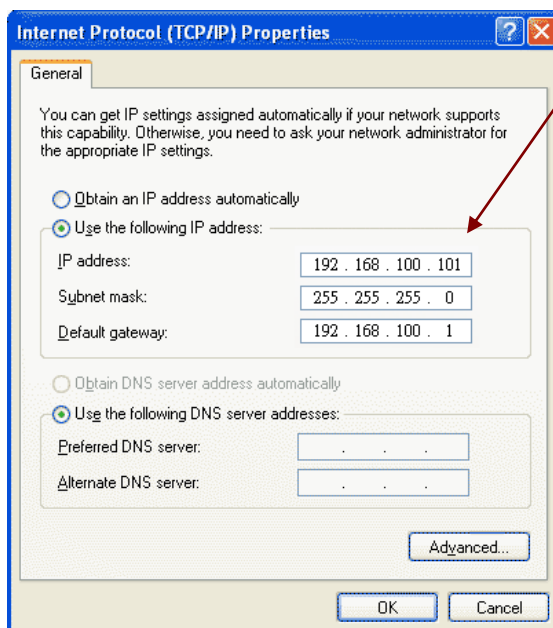 Internet Protocol (TCP/IP) Properties
General
You can get IP settings assigned automatically if your network supports
this capability. Otherwise, you need to ask your network administrator for
the appropriate IP settings.
Obtain an IP address automatically
Use the following IP address:
IP address: 192 . 168 . 100 . 101
Subnet mask: 255 . 255 . 255 . 0
Default gateway: 192 . 168 . 100 . 1
Obtain DNS server address automatically
Use the following DNS server addresses:
Preferred DNS server: . . .
Alternate DNS server: . . .
Advanced...
OK Cancel